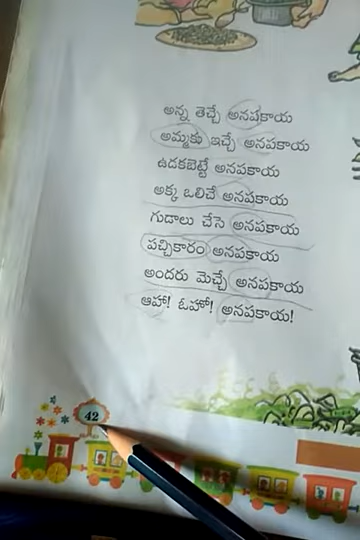 అన్న తెచ్చే అనపకాయ
అమ్మకు ఇచ్చే అనపకాయ
ఉడకబెట్టే అనపకాయ
అక్క ఒలిచే అనపకాయ
గుడాలు చేసె అనపకాయ
పచ్చికారం అనపకాయ
అందరు మెచ్చే అనపకాయ
ఆహా! ఓహో! అనపకాయ!
42